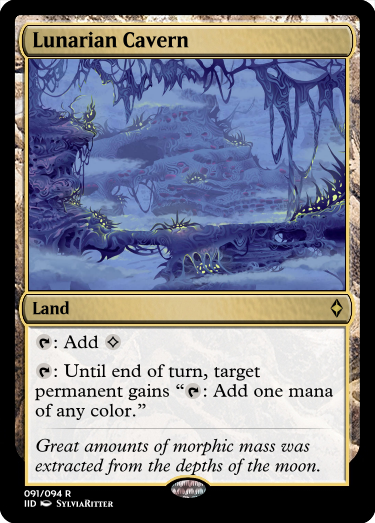 Lunarian Cavern
Land
: Add
: Until end of turn, target
permanent gains “: Add one mana
of any color.”
Great amounts of morphic mass was
extracted from the depths of the moon.
091/094 R
IID SylviaRitter